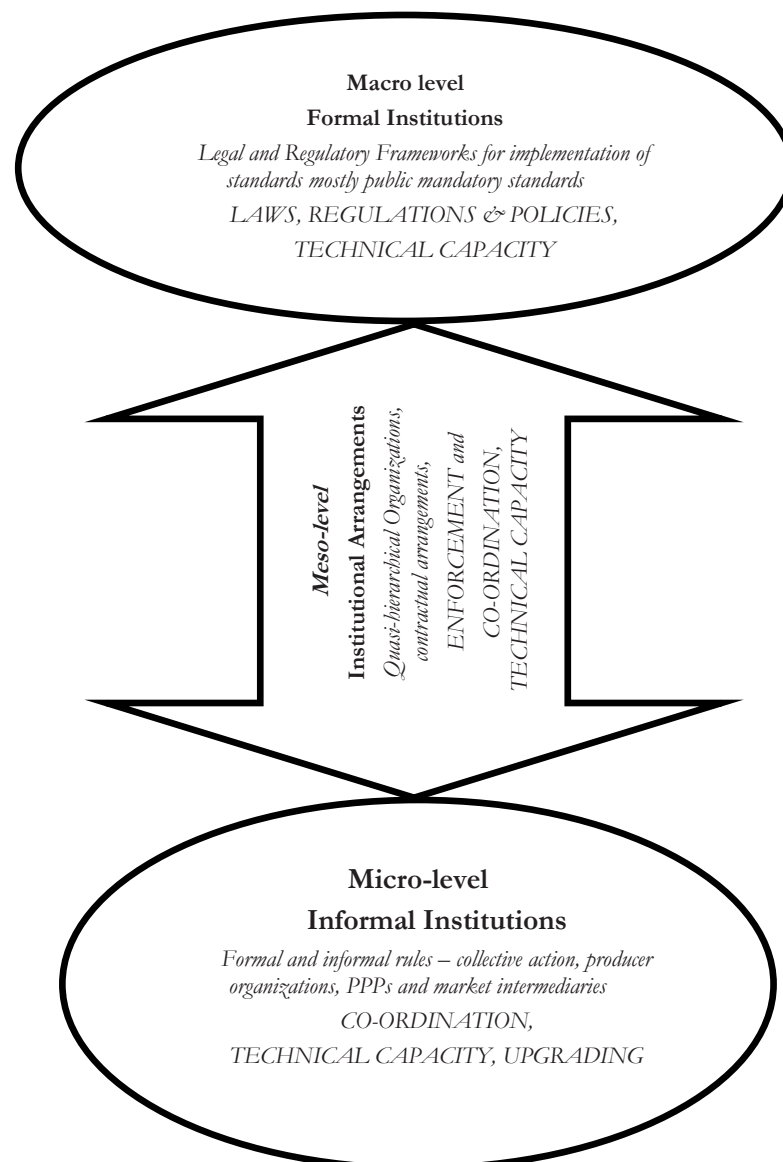 Macro level
Formal Institutions
Legal and Regulatory Frameworks for implementation of
standards mostly public mandatory standards
LAWS, REGULATIONS & POLICIES,
TECHNICAL CAPACITY
Meso-level
Institutional Arrangements
Quasi-hierarchical Organizations,
contractual arrangements,
ENFORCEMENT and
CO-ORDINATION,
TECHNICAL CAPACITY
Micro-level
Informal Institutions
Formal and informal rules – collective action, producer
organizations, PPPs and market intermediaries
CO-ORDINATION,
TECHNICAL CAPACITY, UPGRADING